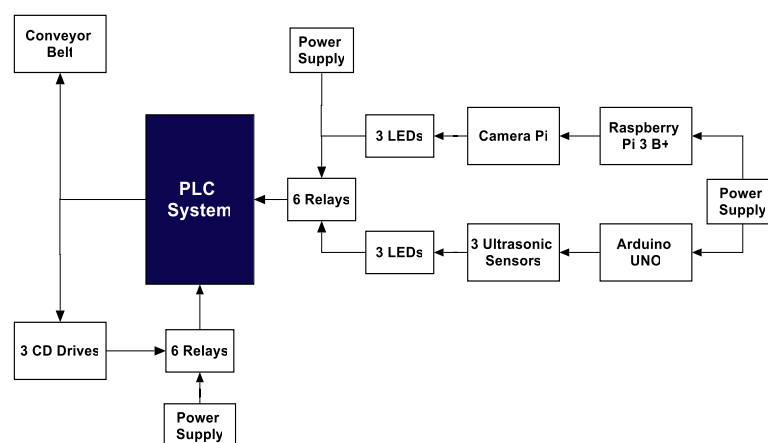 Conveyor
Belt
Power
Supply
3 LEDs
Camera Pi
Raspberry
Pi 3 B+
PLC
System
6 Relays
Power
Supply
3 LEDs
3 Ultrasonic
Sensors
Arduino
UNO
3 CD Drives
6 Relays
Power
Supply